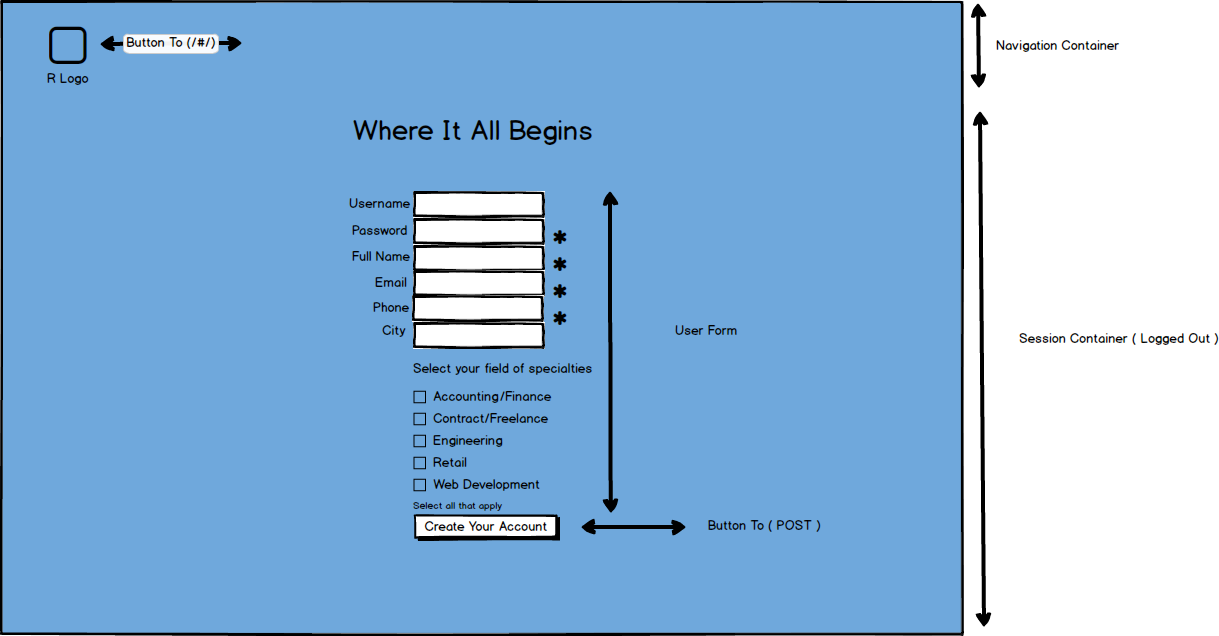 Button To (/#/)
Navigation Container
R Logo
Where It All Begins
Username
Password
*
Full Name
*
Email
*
Phone
*
City
User Form
Session Container ( Logged Out )
Select your field of specialties
Accounting/Finance
Contract/Freelance
Engineering
Retail
Web Development
Select all that apply
Create Your Account
Button To ( POST )